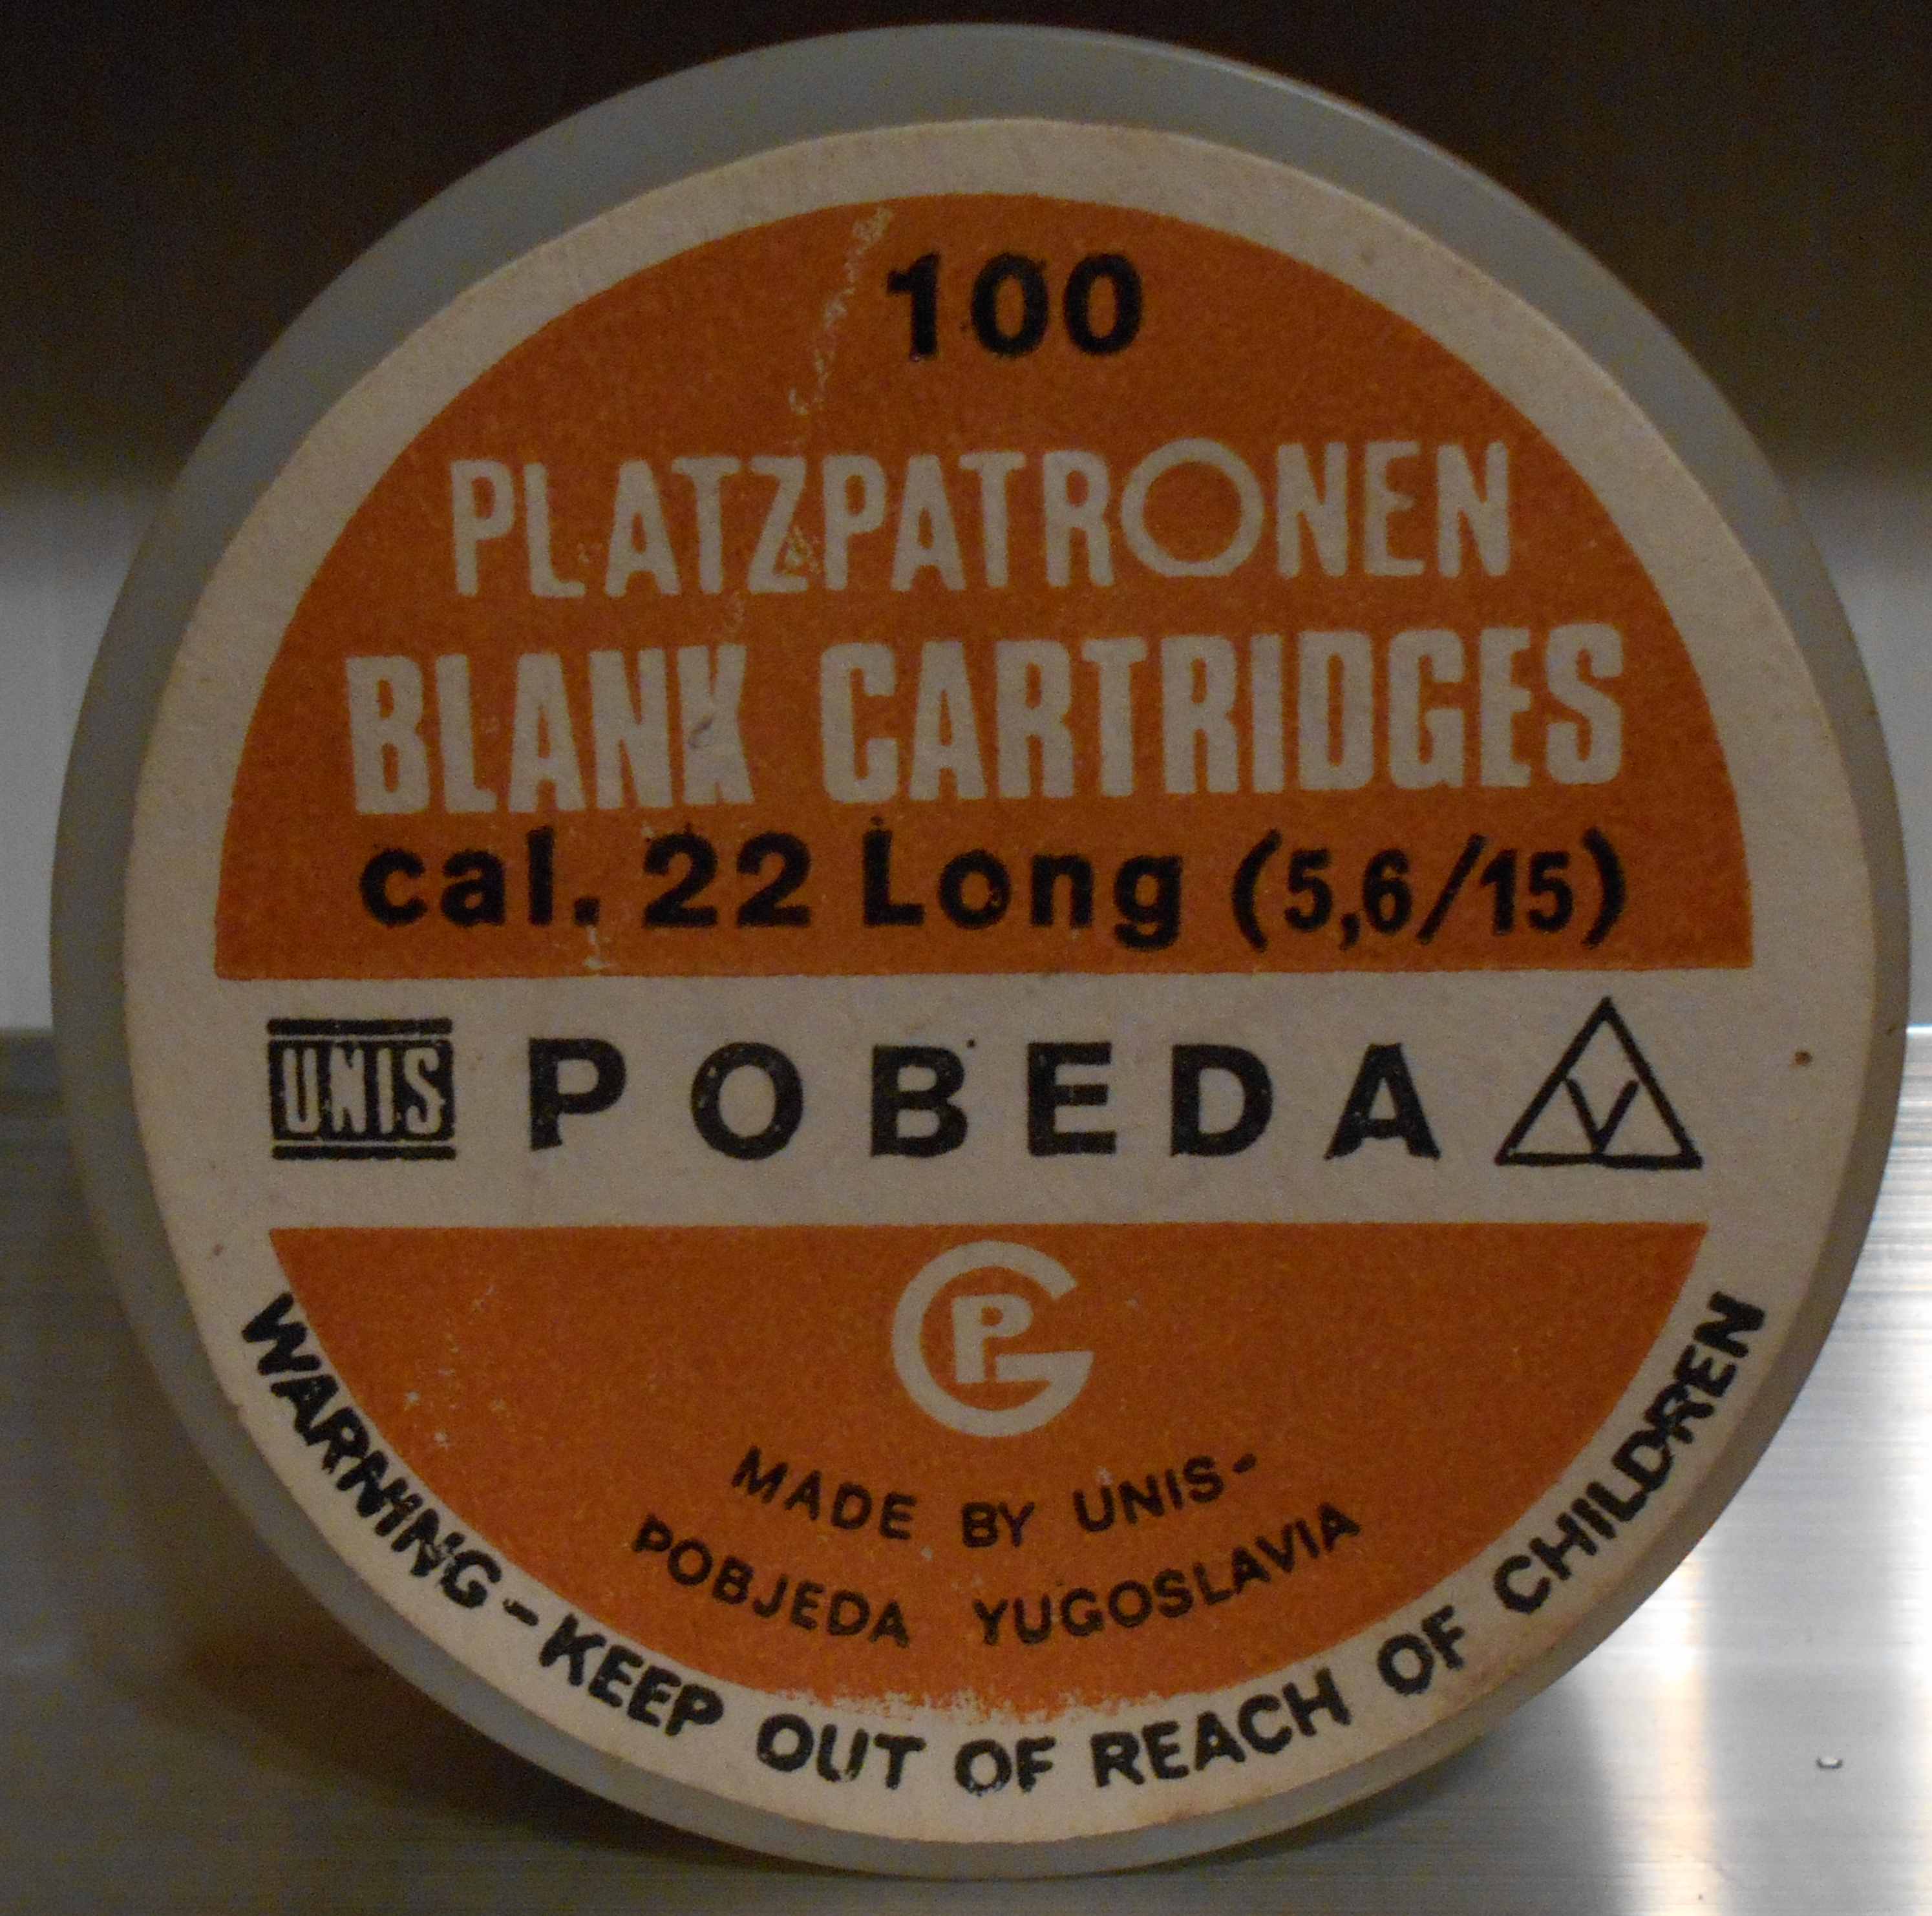 100
PLATZPATRONEN
BLANK CARTRIDGES
cal. 22 Long (5,6/15)
UNIS POBEDA V
PG
MADE BY UNIS-
POBJEDA YUGOSLAVIA
WARNING-KEEP OUT OF REACH OF CHILDREN